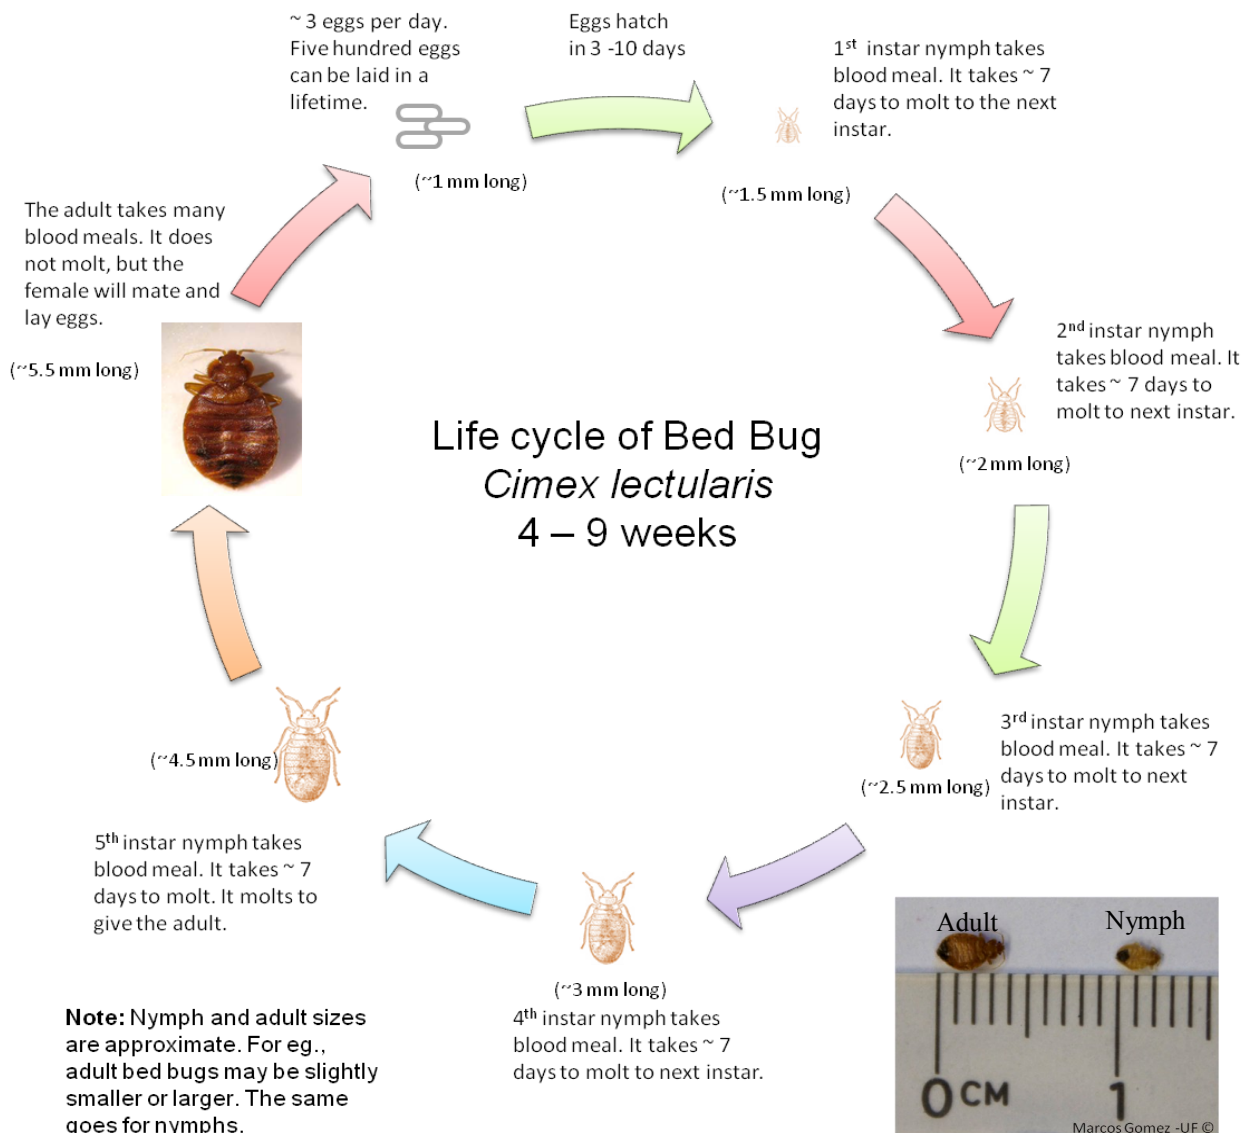 ~ 3 eggs per day.
Five hundred eggs
can be laid in a
lifetime.
(~1 mm long)
Eggs hatch
in 3 -10 days
1st instar nymph takes
blood meal. It takes ~ 7
days to molt to the next
instar.
(~1.5 mm long)
2nd instar nymph
takes blood meal. It
takes ~ 7 days to
molt to next instar.
(~2 mm long)
3rd instar nymph takes
blood meal. It takes ~ 7
days to molt to next
instar.
(~2.5 mm long)
(~3 mm long)
4th instar nymph takes
blood meal. It takes ~ 7
days to molt to next instar.
(~4.5 mm long)
5th instar nymph takes
blood meal. It takes ~ 7
days to molt. It molts to
give the adult.
The adult takes many
blood meals. It does
not molt, but the
female will mate and
lay eggs.
(~5.5 mm long)
Life cycle of Bed Bug
Cimex lectularis
4 – 9 weeks
Note: Nymph and adult sizes
are approximate. For eg.,
adult bed bugs may be slightly
smaller or larger. The same
goes for nymphs.
Adult
Nymph
0 CM 1
Marcos Gomez -UF ©